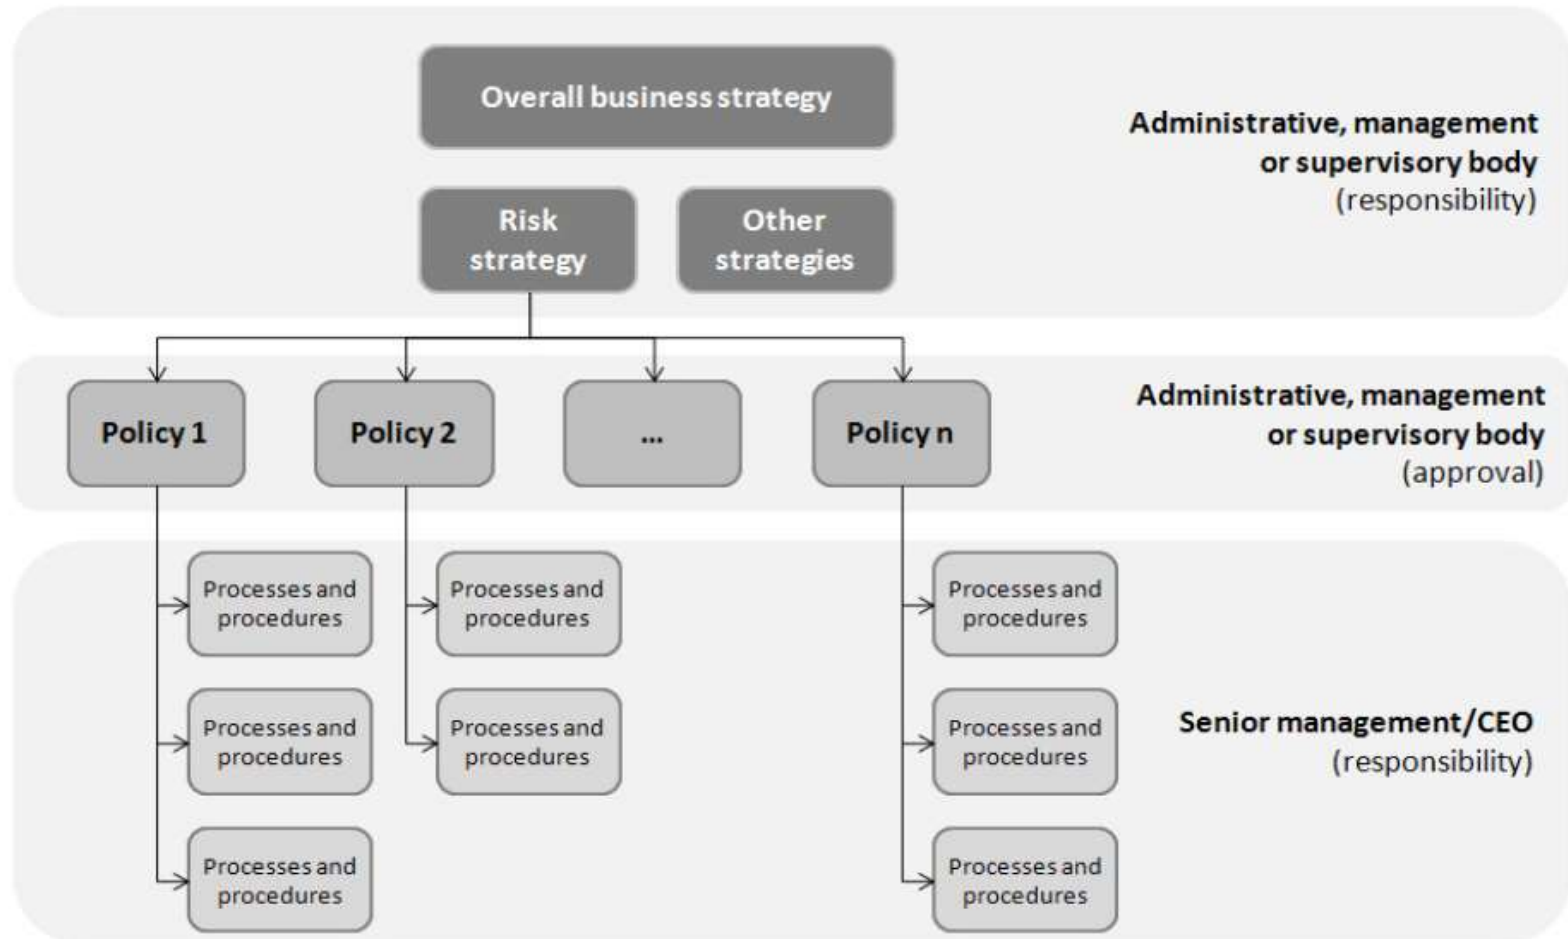 Overall business strategy
Administrative, management
or supervisory body
(responsibility)
Risk
strategy
Other
strategies
Policy 1
Policy 2
...
Policy n
Administrative, management
or supervisory body
(approval)
Processes and
procedures
Processes and
procedures
Processes and
procedures
Processes and
procedures
Processes and
procedures
Processes and
procedures
Senior management/CEO
(responsibility)
Processes and
procedures
Processes and
procedures